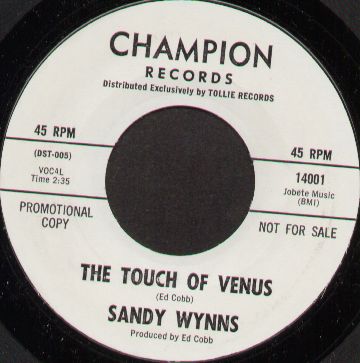 CHAMPION
RECORDS
Distributed Exclusively by TOLLIE RECORDS
45 RPM
(DST-005)
VOCAL
Time 2:35
PROMOTIONAL
COPY
45 RPM
14001
Jobete Music
(BMI)
NOT FOR SALE
THE TOUCH OF VENUS
(Ed Cobb)
SANDY WYNNS
Produced by Ed Cobb